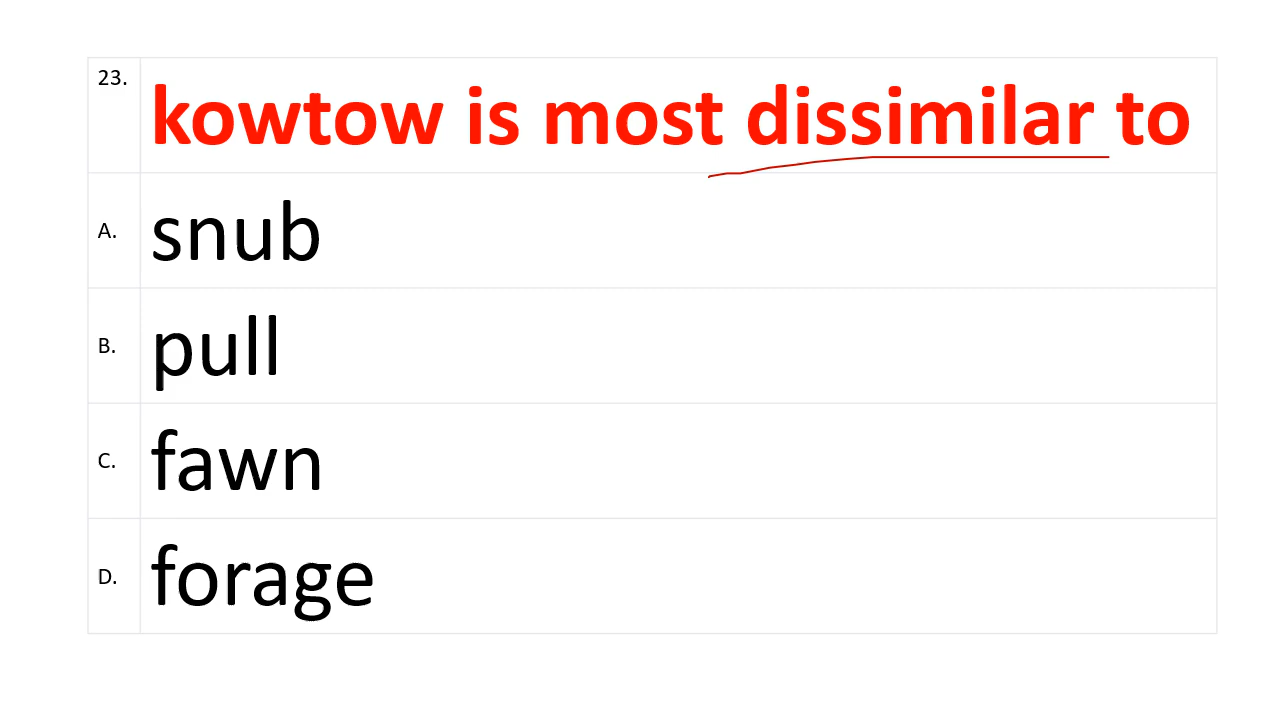 23. kowtow is most dissimilar to
A. snub
B. pull
C. fawn
D. forage